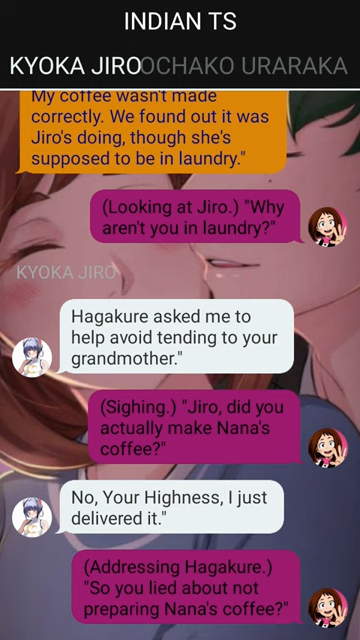 INDIAN TS
KYOKA JIRO OCHAKO URARAKA
My coffee wasn't made
correctly. We found out it was
Jiro's doing, though she's
supposed to be in laundry."
(Looking at Jiro.) "Why
aren't you in laundry?"
KYOKA JIRO
Hagakure asked me to
help avoid tending to your
grandmother."
(Sighing.) "Jiro, did you
actually make Nana's
coffee?"
No, Your Highness, I just
delivered it."
(Addressing Hagakure.)
"So you lied about not
preparing Nana's coffee?"